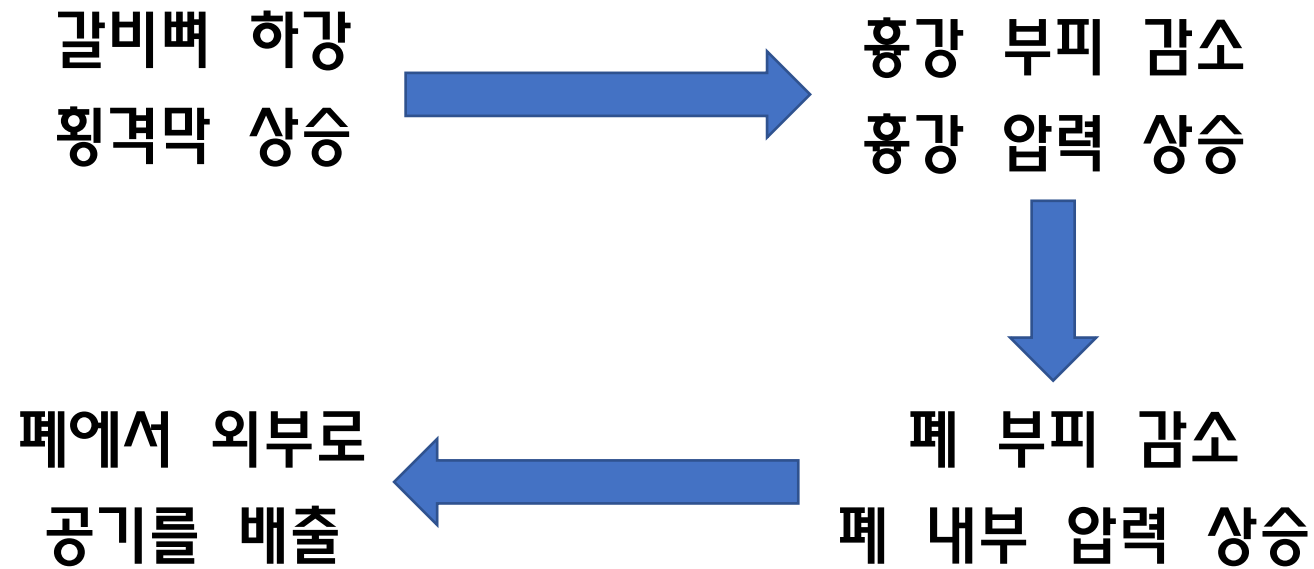 갈비뼈 하강
횡격막 상승
흉강 부피 감소
흉강 압력 상승
폐 부피 감소
폐 내부 압력 상승
폐에서 외부로
공기를 배출